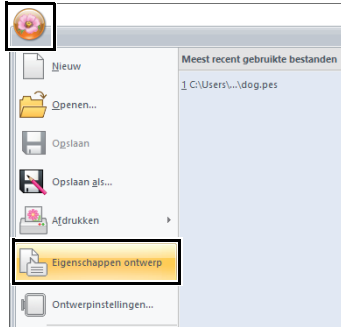 Meest recent gebruikte bestanden
1 C:\Users\...\dog.pes
Nieuw
Openen...
Opslaan
Opslaan als...
Afdrukken
Eigenschappen ontwerp
Ontwerpinstellingen...